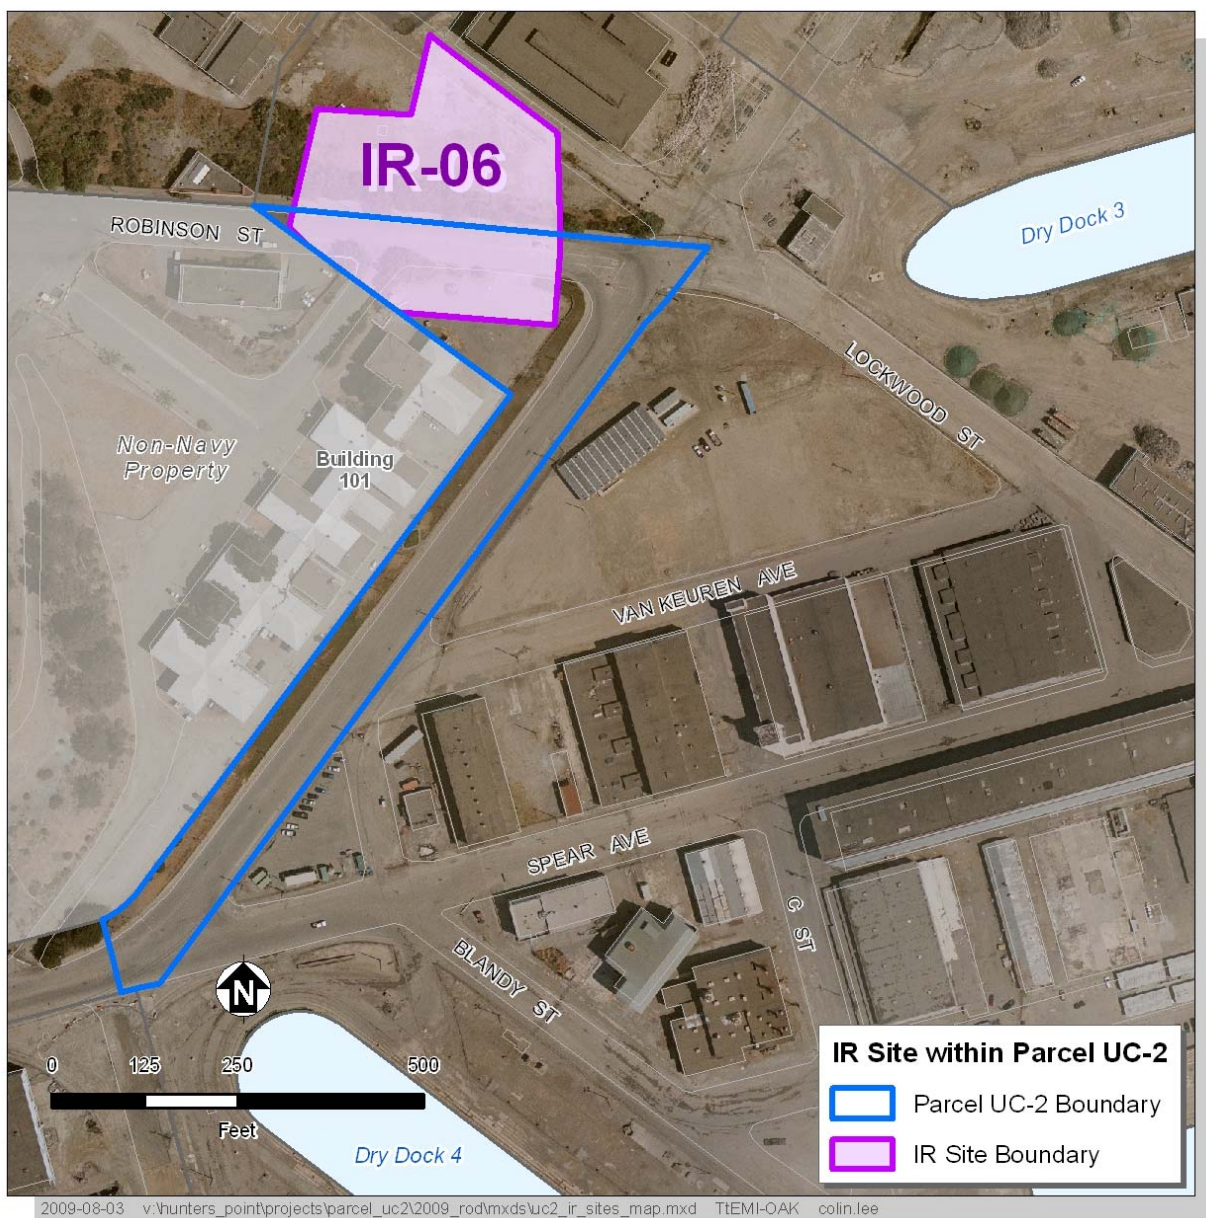 IR-06
ROBINSON ST
Dry Dock 3
LOCKWOOD ST
Non-Navy
Property
Building
101
VAN KEUREN AVE
SPEAR AVE
C ST
BLANDY ST
N
0 125 250 500
Feet
Dry Dock 4
IR Site within Parcel UC-2
Parcel UC-2 Boundary
IR Site Boundary
2009-08-03 v:\hunters_point\projects\parcel_uc2\2009_rod\mxds\uc2_ir_sites_map.mxd TtEMI-OAK colin.lee